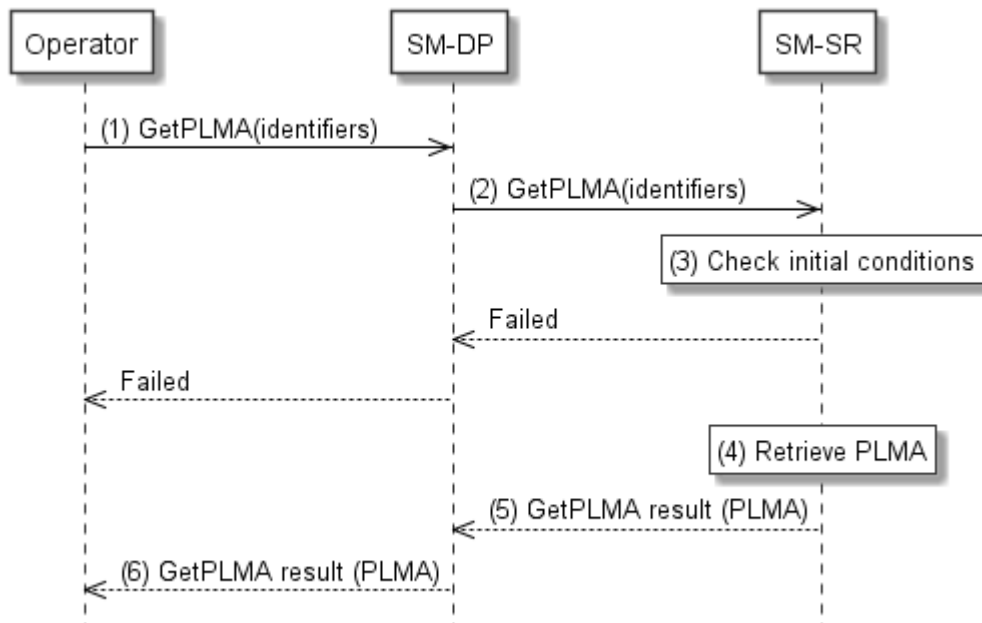 Operator
SM-DP
SM-SR
(1) GetPLMA(identifiers)
(2) GetPLMA(identifiers)
(3) Check initial conditions
Failed
Failed
(4) Retrieve PLMA
(5) GetPLMA result (PLMA)
(6) GetPLMA result (PLMA)